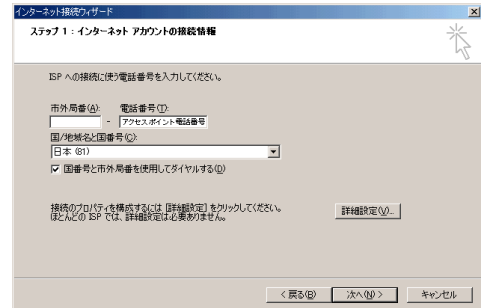 インターネット接続ウィザード
ステップ 1 : インターネット アカウントの接続情報
ISP への接続に使う電話番号を入力してください。
市外局番(A): 電話番号(T):
- アクセスポイント電話番号
国/地域名と国番号(C):
日本 (81)
国番号と市外局番を使用してダイヤルする(D)
接続のプロパティを構成するには [詳細設定] をクリックしてください。
ほとんどの ISP では、詳細設定は必要ありません。
詳細設定(V)...
< 戻る(B) 次へ(N) > キャンセル